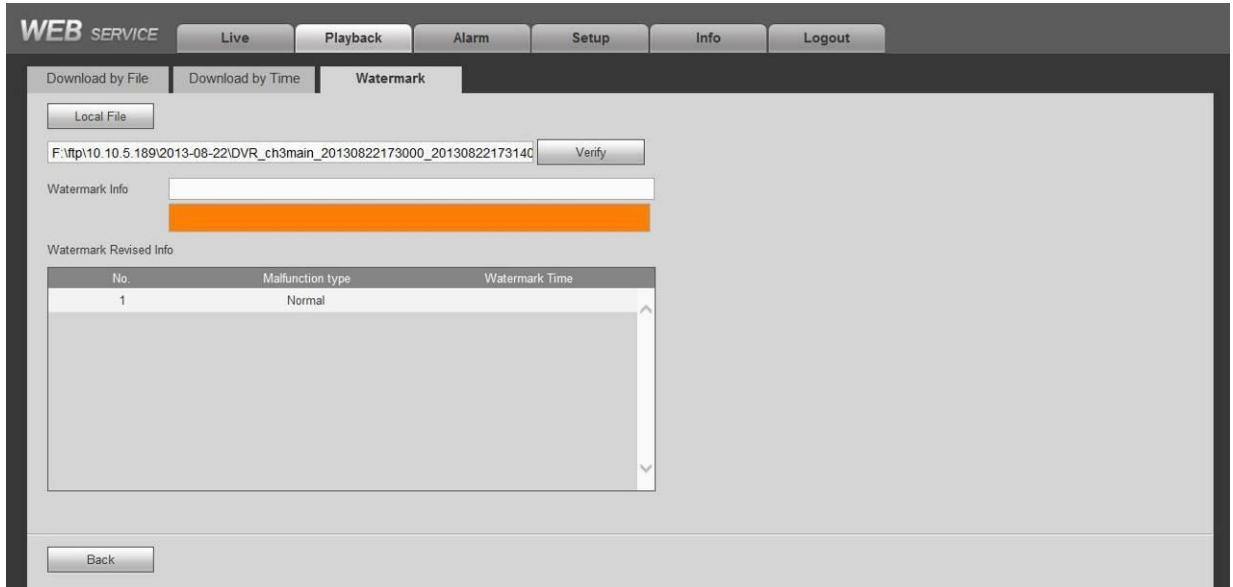 WEB SERVICE Live Playback Alarm Setup Info Logout
Download by File Download by Time Watermark
Local File
F:\ftp\10.10.5.189\2013-08-22\DVR_ch3main_20130822173000_20130822173140 Verify
Watermark Info
Watermark Revised Info
No. Malfunction type Watermark Time
1 Normal
Back